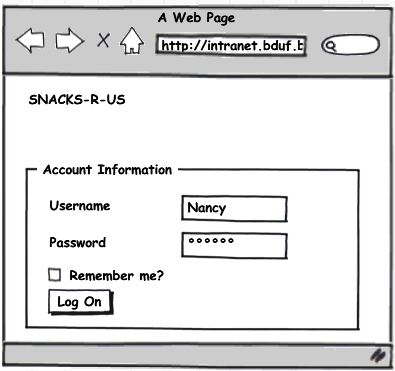 A Web Page
http://intranet.bduf.b
SNACKS-R-US
Account Information
Username
Nancy
Password
Remember me?
Log On